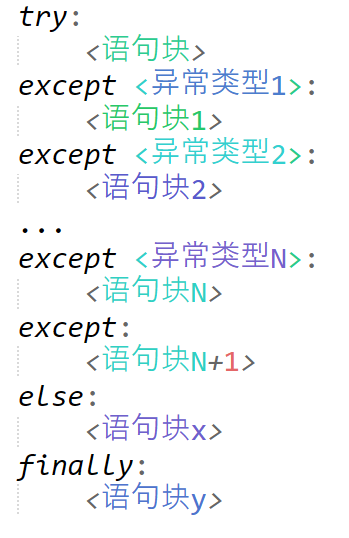 try:
<语句块>
except <异常类型1>:
<语句块1>
except <异常类型2>:
<语句块2>
...
except <异常类型N>:
<语句块N>
except:
<语句块N+1>
else:
<语句块x>
finally:
<语句块y>